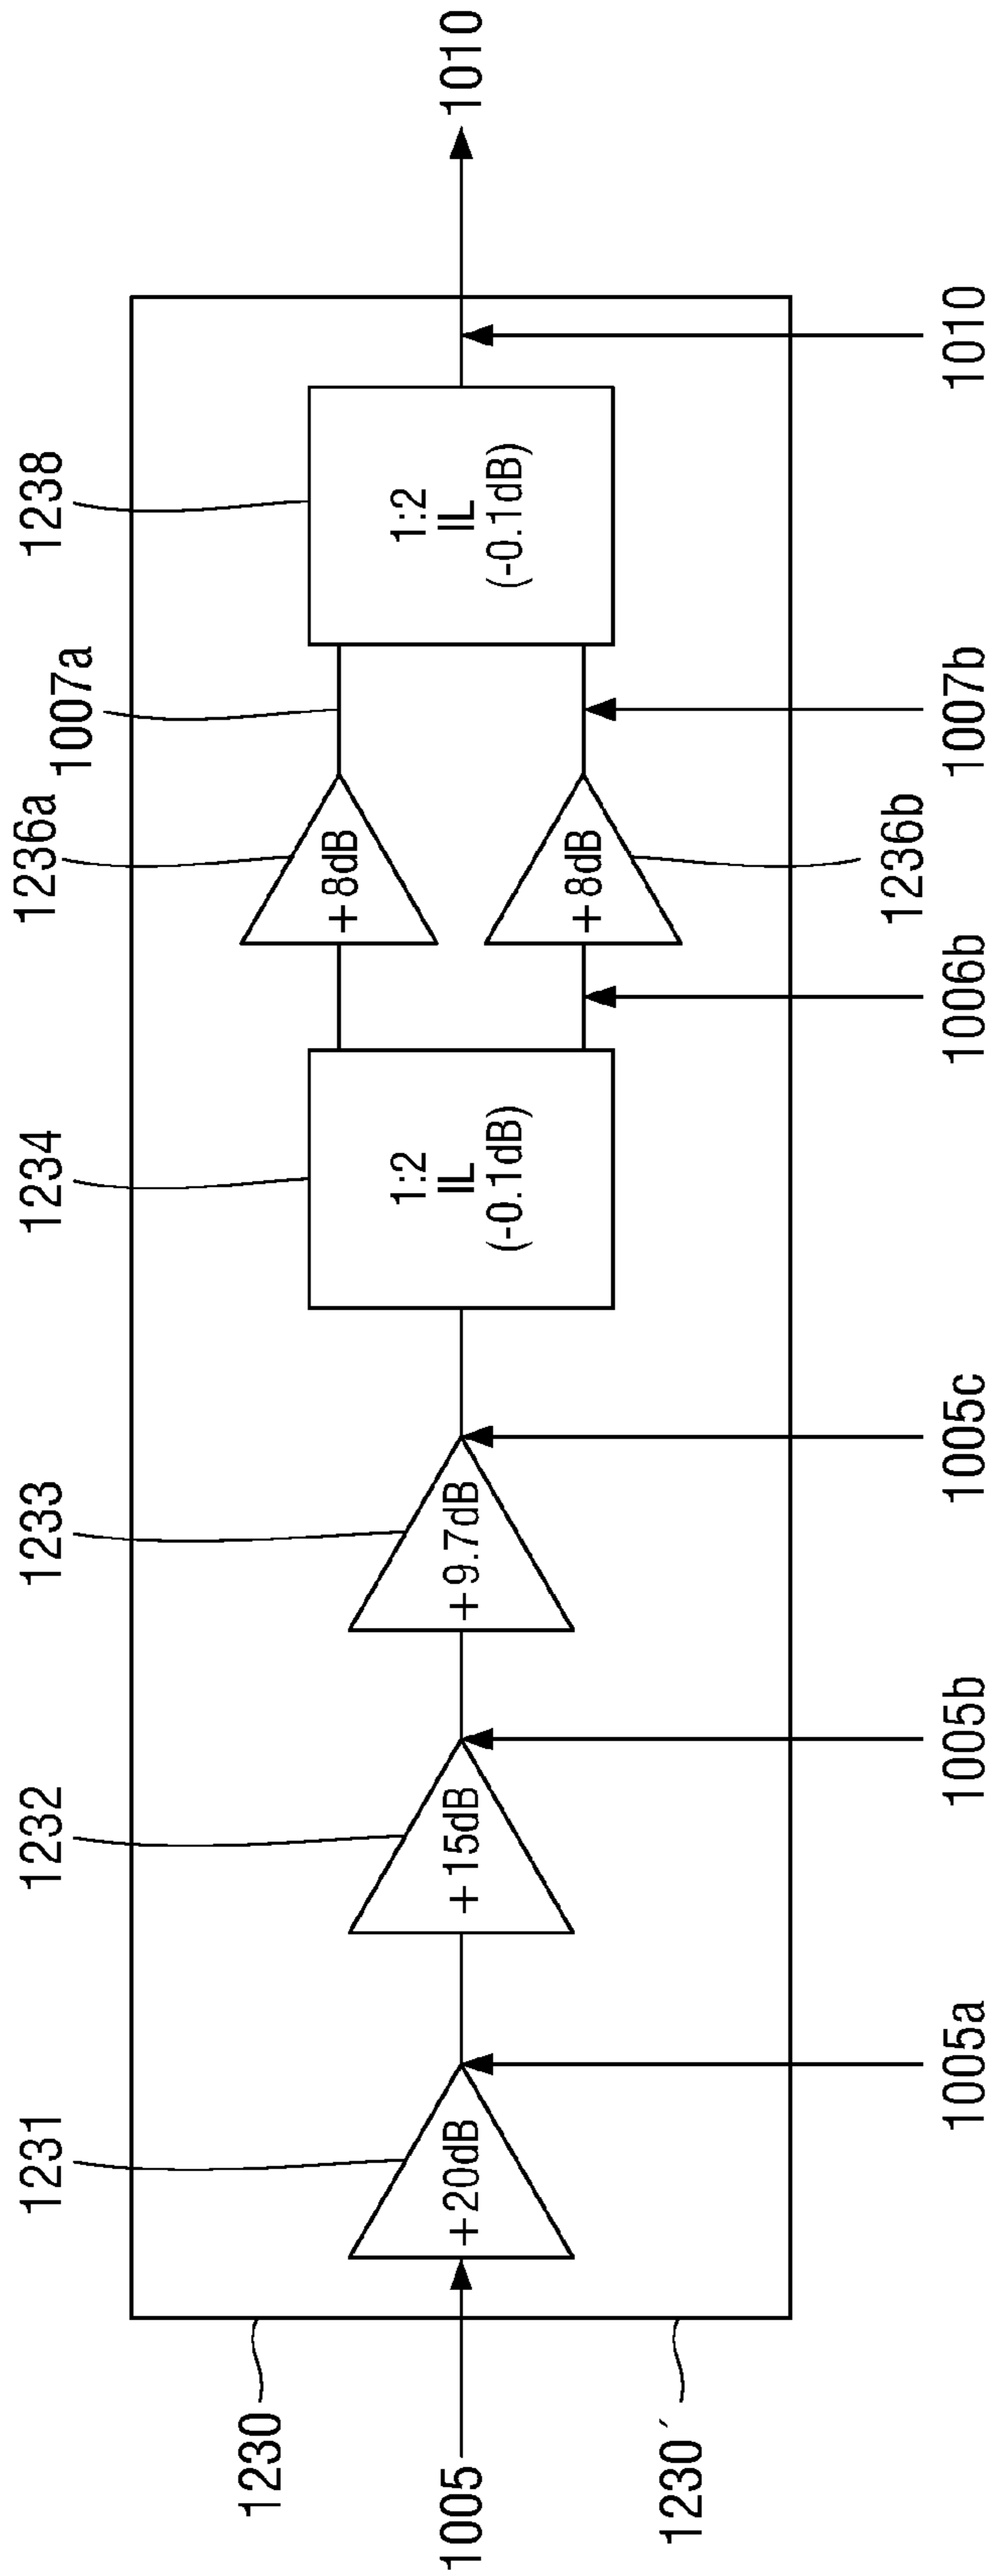 1231
1232
1233
1234
1236a
1007a
1238
1230
1005
1230´
+20dB
+15dB
+9.7dB
1:2
IL
(-0.1dB)
+8dB
+8dB
1:2
IL
(-0.1dB)
1010
1005a
1005b
1005c
1006b
1236b
1007b
1010